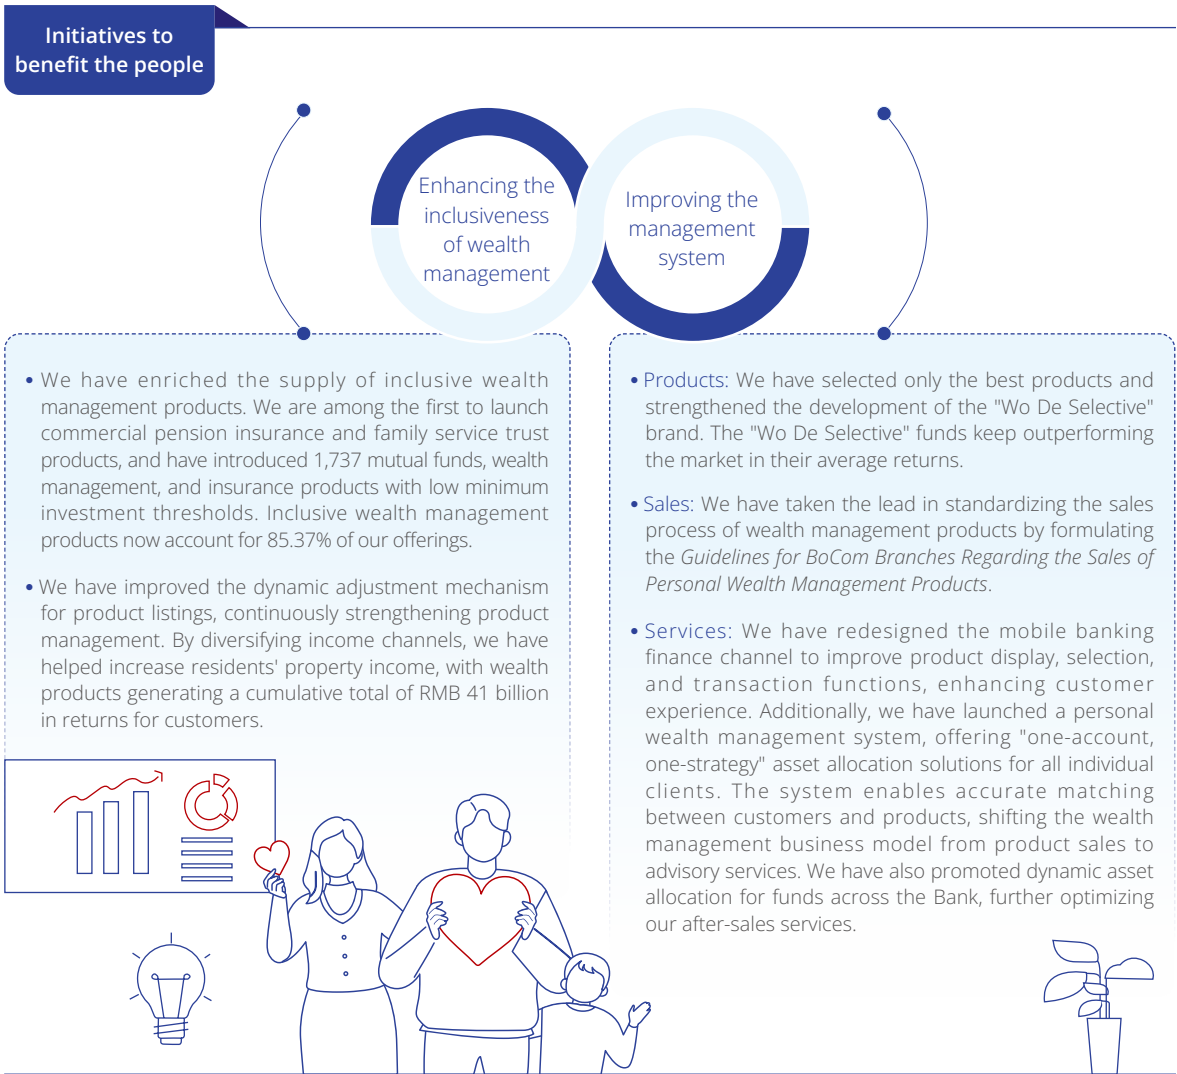 Initiatives to
benefit the people
Enhancing the
inclusiveness
of wealth
management
Improving the
management
system
• We have enriched the supply of inclusive wealth
management products. We are among the first to launch
commercial pension insurance and family service trust
products, and have introduced 1,737 mutual funds, wealth
management, and insurance products with low minimum
investment thresholds. Inclusive wealth management
products now account for 85.37% of our offerings.
• We have improved the dynamic adjustment mechanism
for product listings, continuously strengthening product
management. By diversifying income channels, we have
helped increase residents' property income, with wealth
products generating a cumulative total of RMB 41 billion
in returns for customers.
• Products: We have selected only the best products and
strengthened the development of the "Wo De Selective"
brand. The "Wo De Selective" funds keep outperforming
the market in their average returns.
• Sales: We have taken the lead in standardizing the sales
process of wealth management products by formulating
the Guidelines for BoCom Branches Regarding the Sales of
Personal Wealth Management Products.
• Services: We have redesigned the mobile banking
finance channel to improve product display, selection,
and transaction functions, enhancing customer
experience. Additionally, we have launched a personal
wealth management system, offering "one-account,
one-strategy" asset allocation solutions for all individual
clients. The system enables accurate matching
between customers and products, shifting the wealth
management business model from product sales to
advisory services. We have also promoted dynamic asset
allocation for funds across the Bank, further optimizing
our after-sales services.